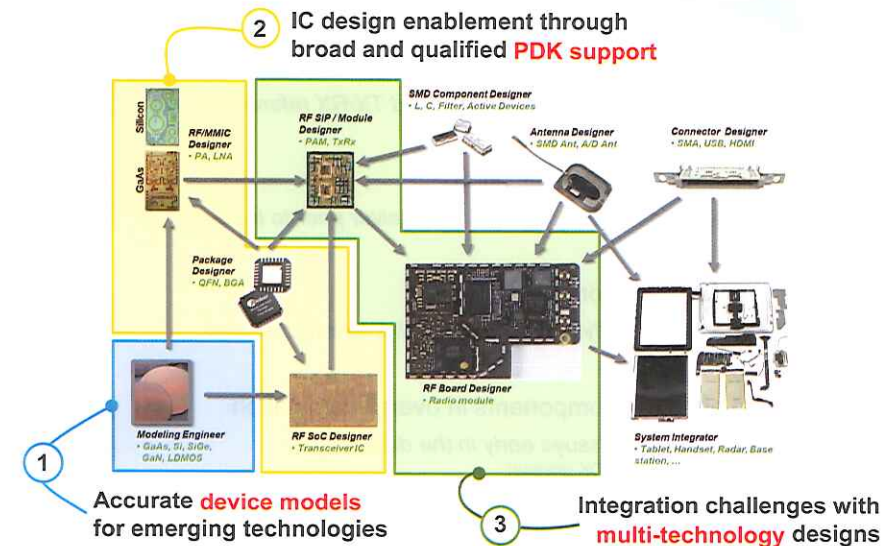 2
IC design enablement through
broad and qualified PDK support
Silicon
GaAs
RF/MMIC
Designer
• PA, LNA
RF SiP / Module
Designer
• PAM, TxRx
SMD Component Designer
• L, C, Filter, Active Devices
Antenna Designer
• SMD Ant, A/D Ant
Connector Designer
• SMA, USB, HDMI
Package
Designer
• QFN, BGA
Modeling Engineer
• GaAs, Si, SiGe,
GaN, LDMOS
RF SoC Designer
• Transceiver IC
RF Board Designer
• Radio module
System Integrator
• Tablet, Handset, Radar, Base
station, ...
1
Accurate device models
for emerging technologies
3
Integration challenges with
multi-technology designs